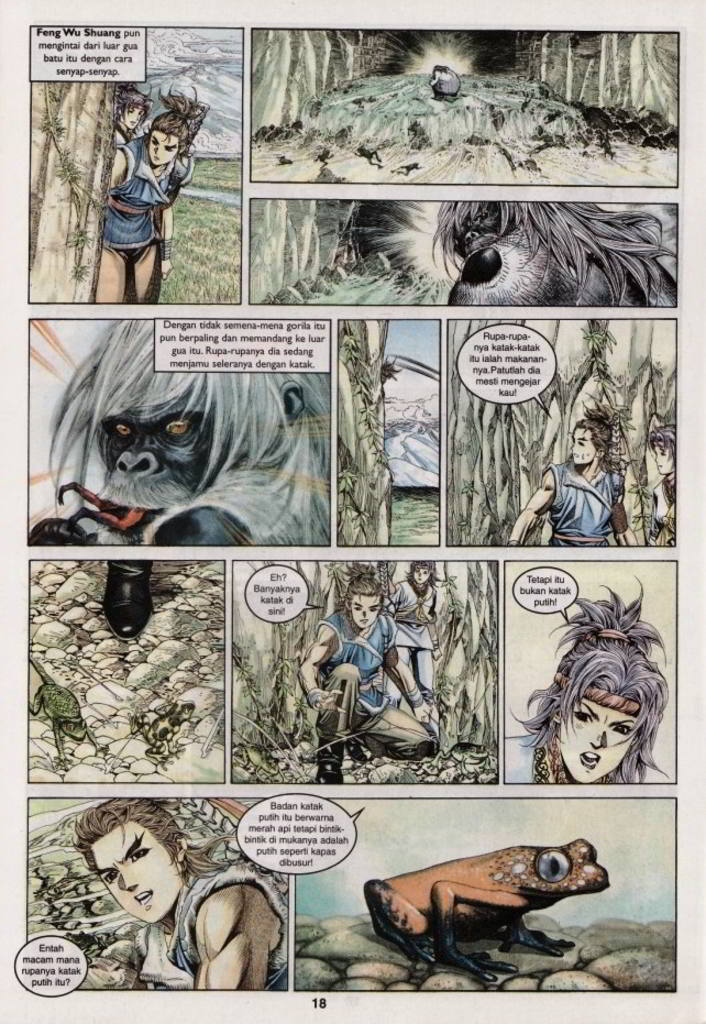 Feng Wu Shuang pun
mengintai dari luar gua
batu itu dengan cara
senyap-senyap.
Dengan tidak semena-mena gorila itu
pun berpaling dan memandang ke luar
gua itu. Rupa-rupanya dia sedang
menjamu seleranya dengan katak.
Rupa-rupa-
nya katak-katak
itu ialah makanan-
nya.Patutlah dia
mesti mengejar
kau!
Eh?
Banyaknya
katak di
sini!
Tetapi itu
bukan katak
putih!
Badan katak
putih itu berwarna
merah api tetapi bintik-
bintik di mukanya adalah
putih seperti kapas
dibusur!
Entah
macam mana
rupanya katak
putih itu?
18